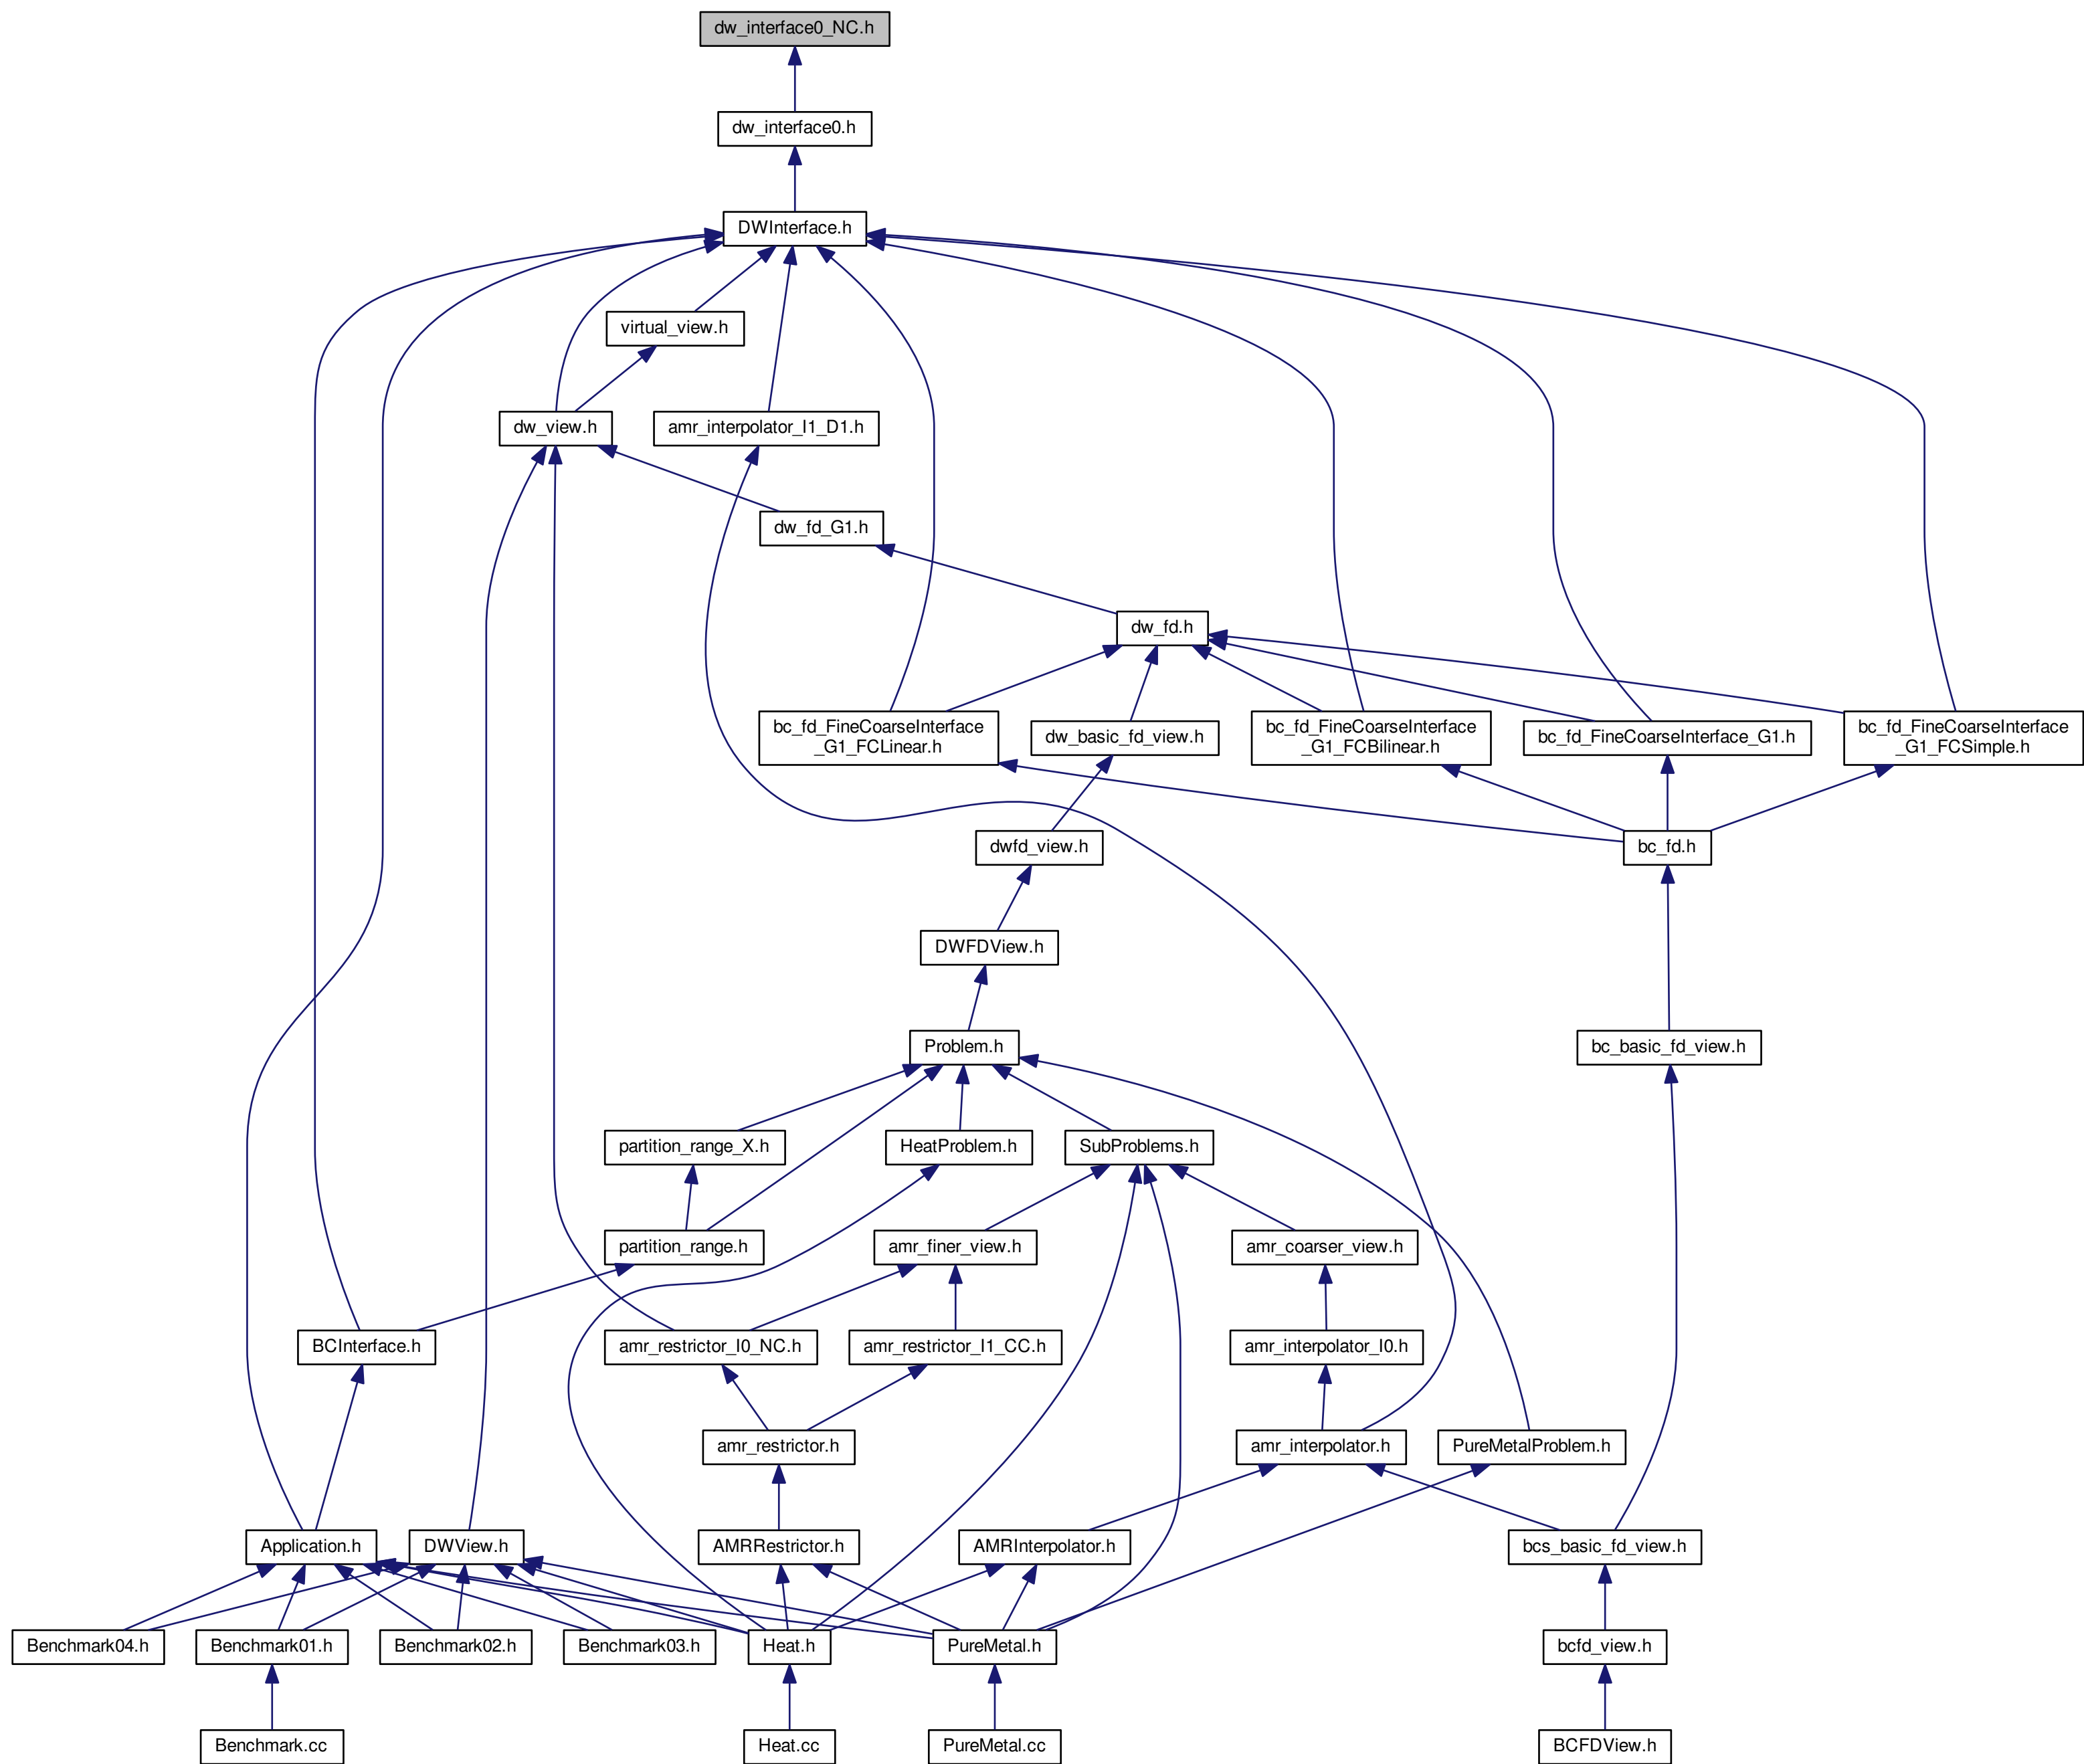 dw_interface0_NC.h
dw_interface0.h
DWInterface.h
virtual_view.h
dw_view.h
amr_interpolator_I1_D1.h
dw_fd_G1.h
dw_fd.h
bc_fd_FineCoarseInterface
_G1_FCLinear.h
dw_basic_fd_view.h
bc_fd_FineCoarseInterface
_G1_FCBilinear.h
bc_fd_FineCoarseInterface_G1.h
bc_fd_FineCoarseInterface
_G1_FCSimple.h
dwfd_view.h
bc_fd.h
DWFDView.h
Problem.h
bc_basic_fd_view.h
partition_range_X.h
HeatProblem.h
SubProblems.h
partition_range.h
amr_finer_view.h
amr_coarser_view.h
BCInterface.h
amr_restrictor_I0_NC.h
amr_restrictor_I1_CC.h
amr_interpolator_I0.h
amr_restrictor.h
amr_interpolator.h
PureMetalProblem.h
Application.h
DWView.h
AMRRestrictor.h
AMRInterpolator.h
bcs_basic_fd_view.h
Benchmark04.h
Benchmark01.h
Benchmark02.h
Benchmark03.h
Heat.h
PureMetal.h
bcfd_view.h
Benchmark.cc
Heat.cc
PureMetal.cc
BCFDView.h